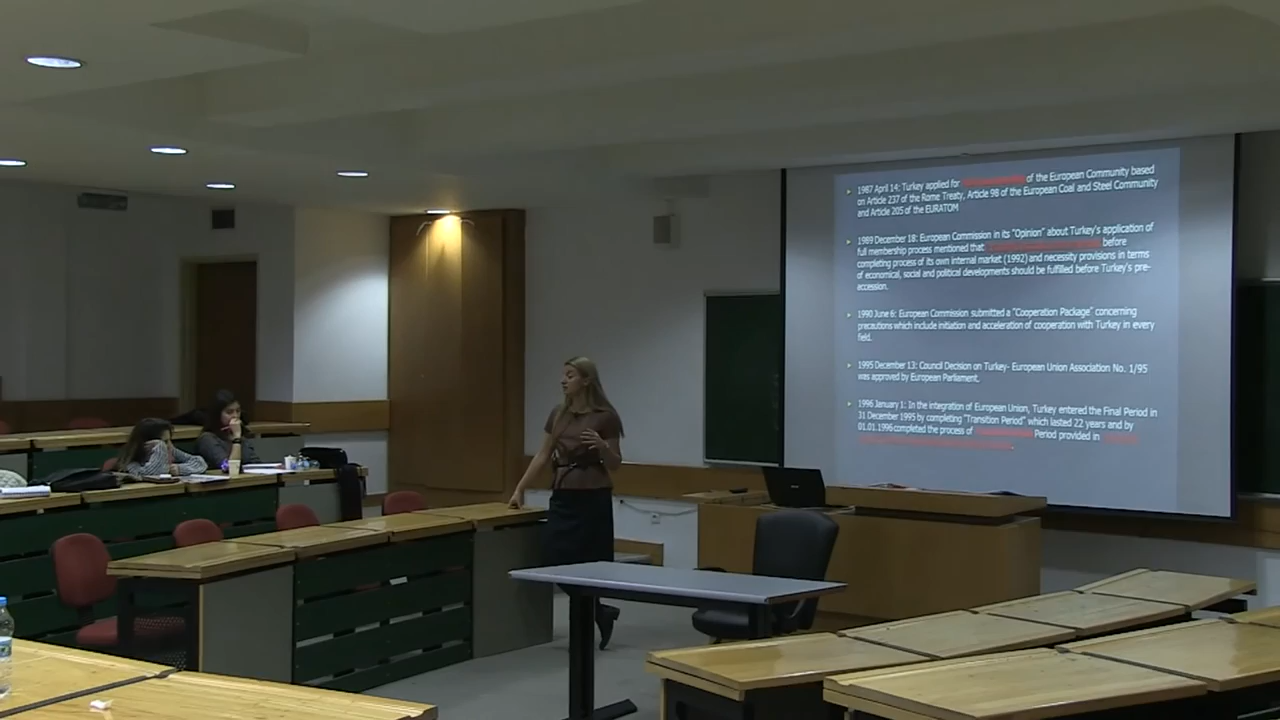 1987 April 14: Turkey applied for of the European Community based
on Article 237 of the Rome Treaty, Article 98 of the European Coal and Steel Community
and Article 205 of the EURATOM
1989 December 18: European Commission in its "Opinion" about Turkey's application of
full membership process mentioned that before
completing process of its own internal market (1992) and necessity provisions in terms
of economical, social and political developments should be fulfilled before Turkey's pre-
accession.
1990 June 6: European Commission submitted a "Cooperation Package" concerning
precautions which include initiation and acceleration of cooperation with Turkey in every
field.
1995 December 13: Council Decision on Turkey- European Union Association No. 1/95
was approved by European Parliament.
1996 January 1: In the integration of European Union, Turkey entered the Final Period in
31 December 1995 by completing "Transition Period" which lasted 22 years and by
01.01.1996 completed the process of Period provided in